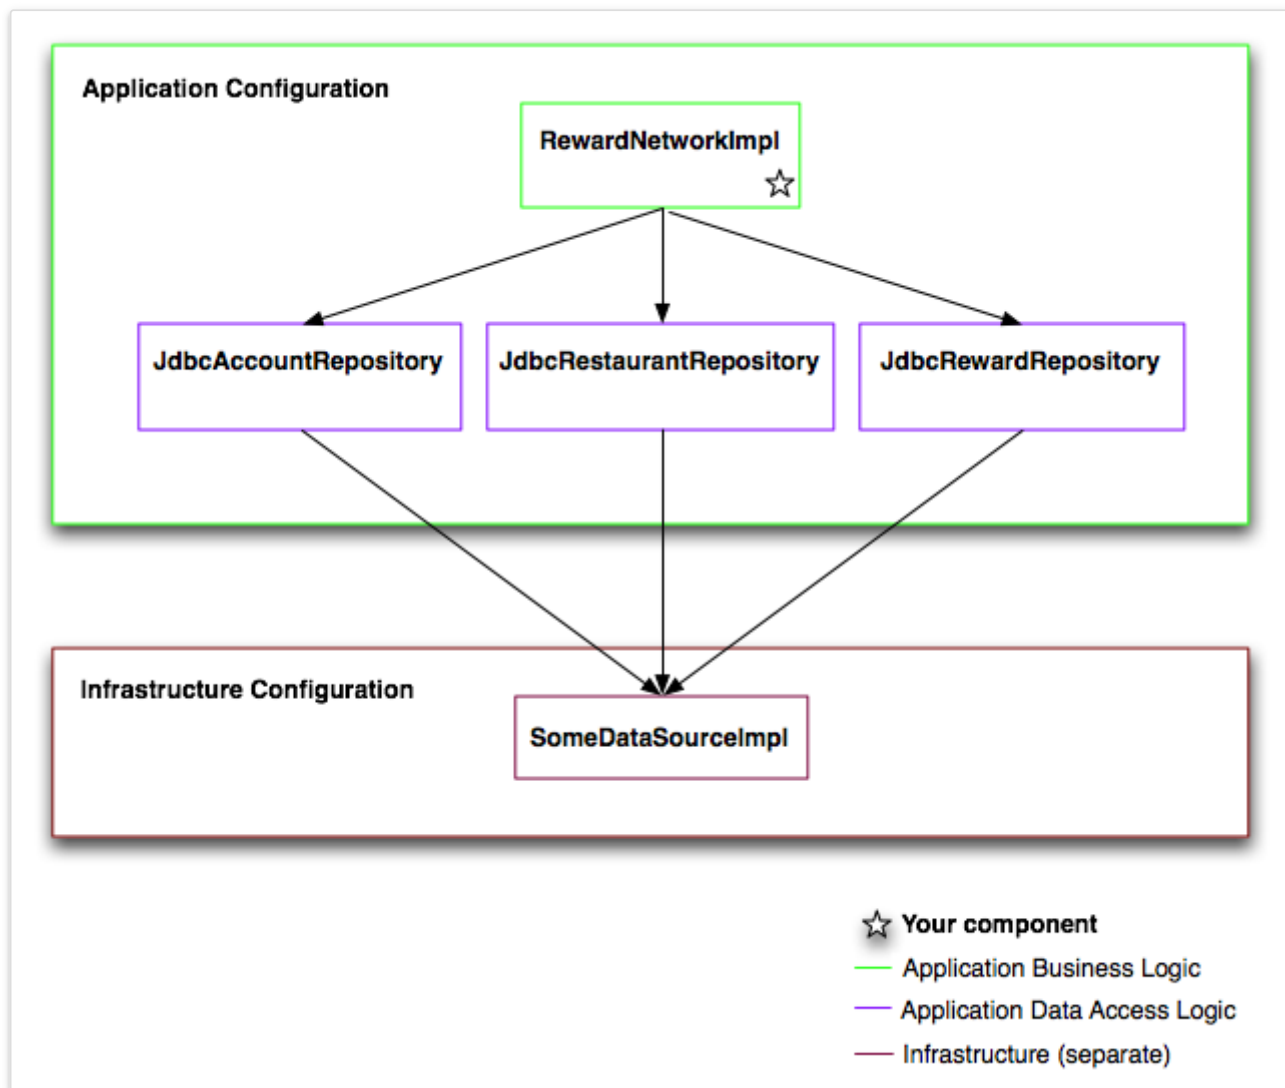 Application Configuration
RewardNetworkImpl
JdbcAccountRepository
JdbcRestaurantRepository
JdbcRewardRepository
Infrastructure Configuration
SomeDataSourceImpl
Your component
Application Business Logic
Application Data Access Logic
Infrastructure (separate)